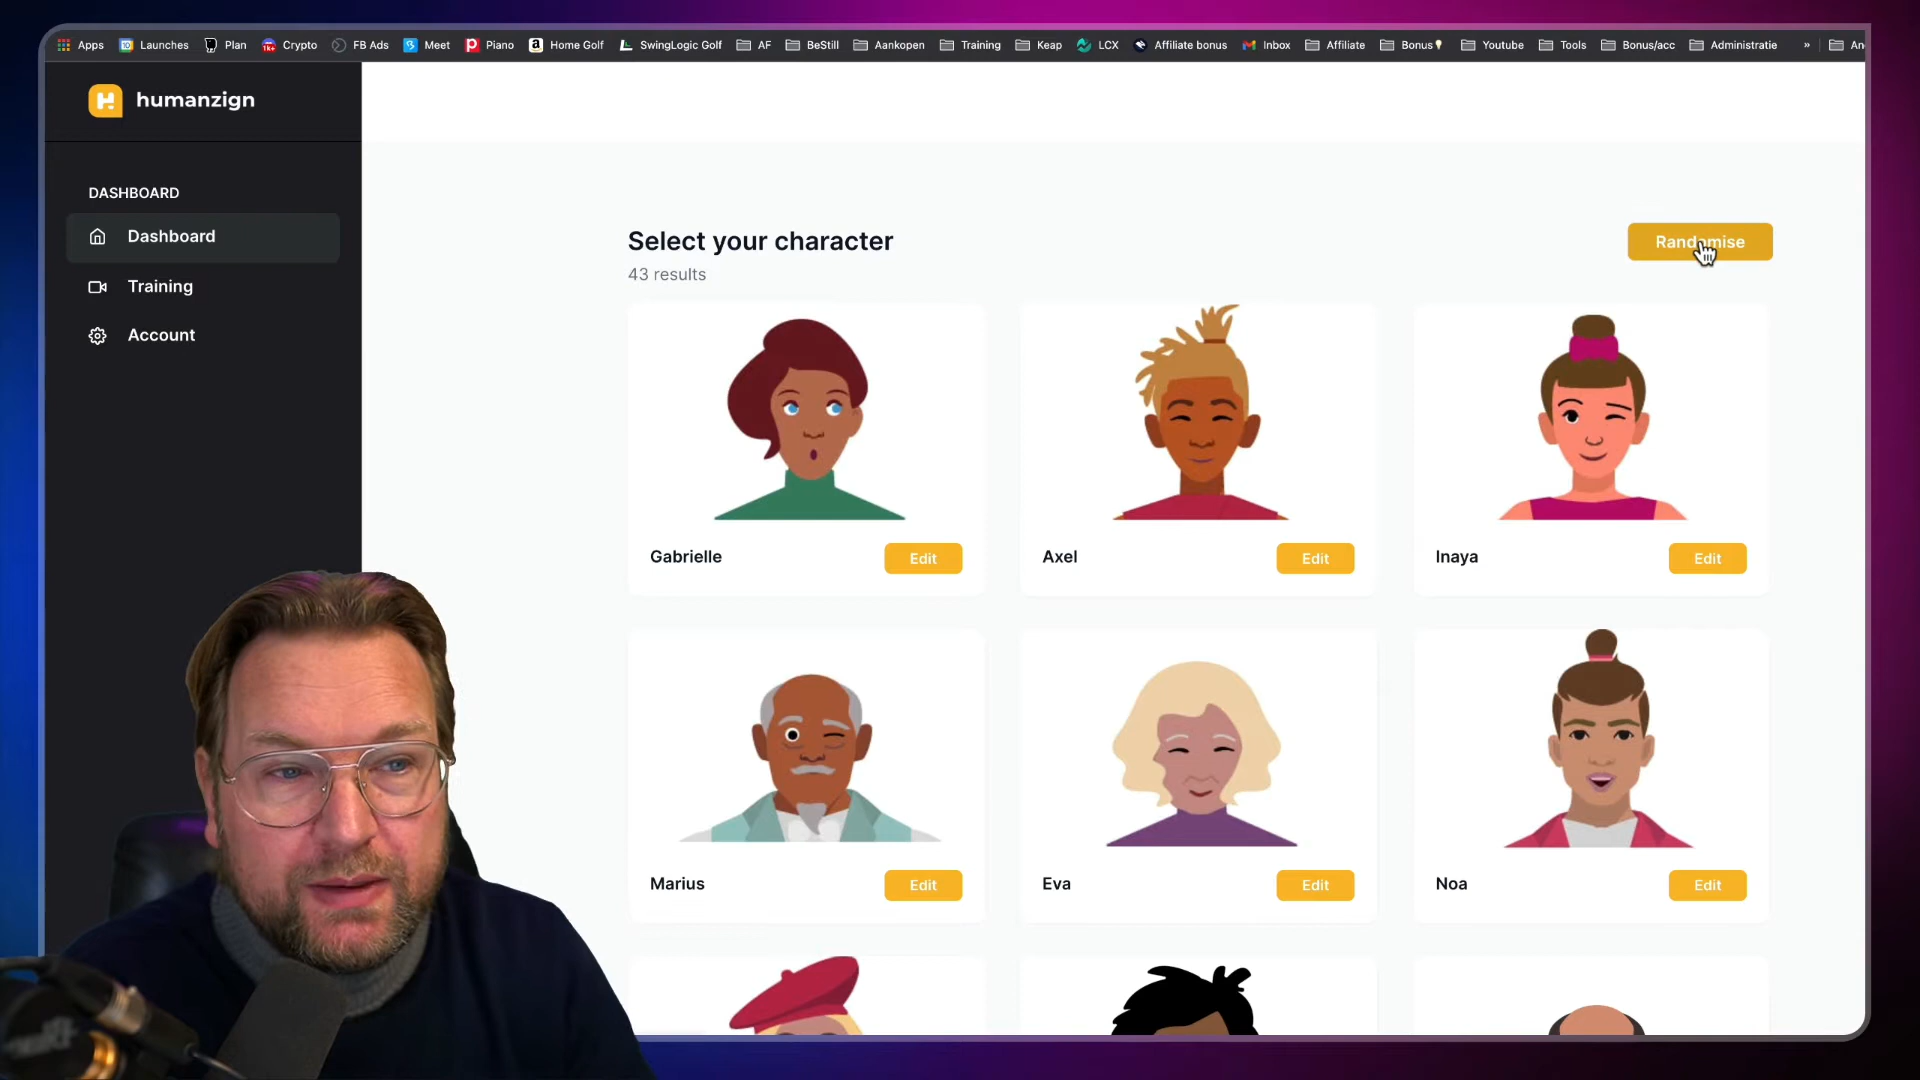 Apps Launches Plan Crypto FB Ads Meet Piano Home Golf SwingLogic Golf AF BeStill Aankopen Training Keap LCX Affiliate bonus Inbox Affiliate Bonus Youtube Tools Bonus/acc Administratie »
humanzign
DASHBOARD
Dashboard
Training
Account
Select your character
Randomise
43 results
Gabrielle Edit Axel Edit Inaya Edit
Marius Edit Eva Edit Noa Edit